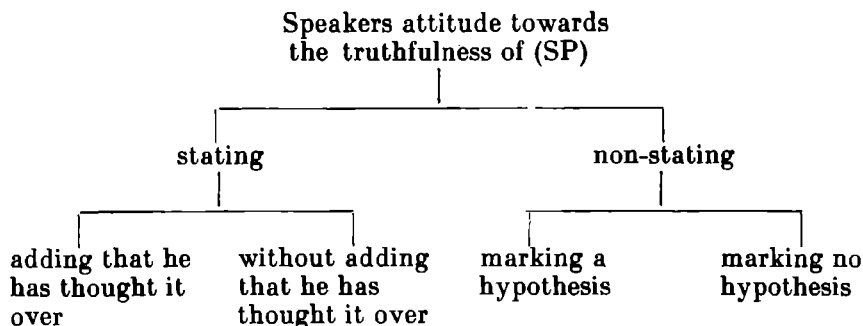 Speakers attitude towards
the truthfulness of (SP)
stating
non-stating
adding that he
has thought it
over
without adding
that he has
thought it over
marking a
hypothesis
marking no
hypothesis